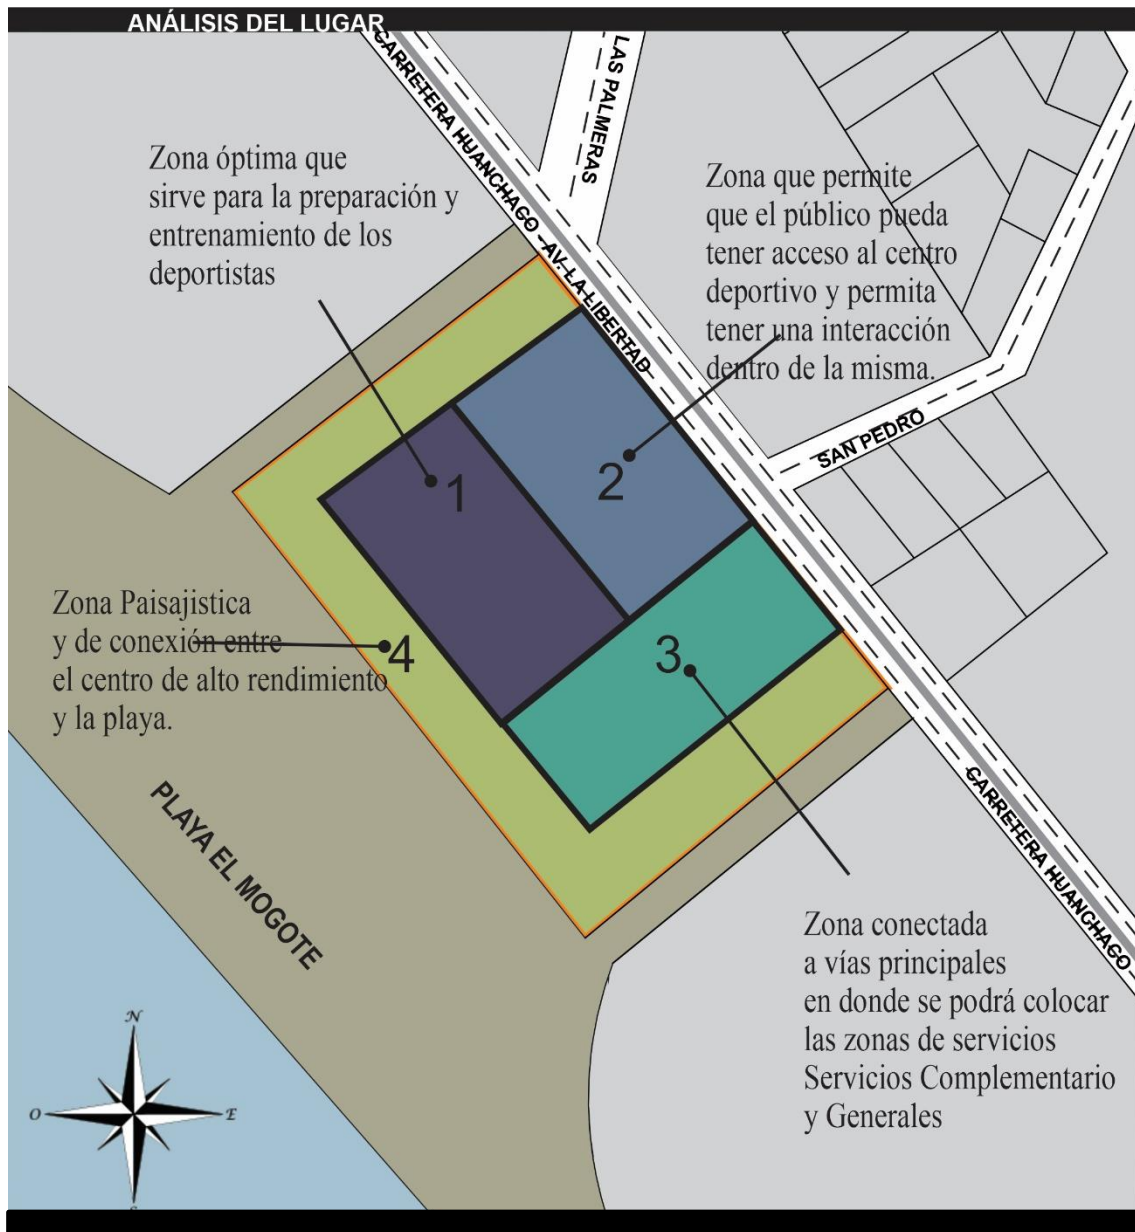 ANÁLISIS DEL LUGAR
CARRETERA HUANCHAGO - AV. LA LIBERTAD
LAS PALMERAS
Zona óptima que
sirve para la preparación y
entrenamiento de los
deportistas
Zona que permite
que el público pueda
tener acceso al centro
deportivo y permita
tener una interacción
dentro de la misma.
SAN PEDRO
1
2
3
4
Zona Paisajistica
y de conexión entre
el centro de alto rendimiento
y la playa.
PLAYA EL MOGOTE
CARRETERA HUANCHAGO
Zona conectada
a vías principales
en donde se podrá colocar
las zonas de servicios
Servicios Complementario
y Generales
N
O
E
S